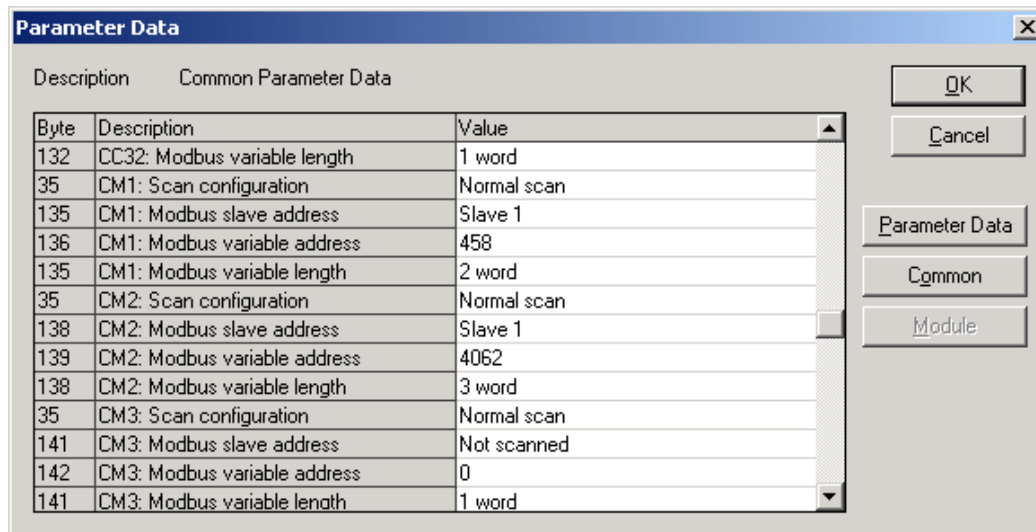 Parameter Data
Description Common Parameter Data
OK
Cancel
Parameter Data
Common
Module
Byte Description Value
132 CC32: Modbus variable length 1 word
35 CM1: Scan configuration Normal scan
135 CM1: Modbus slave address Slave 1
136 CM1: Modbus variable address 458
135 CM1: Modbus variable length 2 word
35 CM2: Scan configuration Normal scan
138 CM2: Modbus slave address Slave 1
139 CM2: Modbus variable address 4062
138 CM2: Modbus variable length 3 word
35 CM3: Scan configuration Normal scan
141 CM3: Modbus slave address Not scanned
142 CM3: Modbus variable address 0
141 CM3: Modbus variable length 1 word